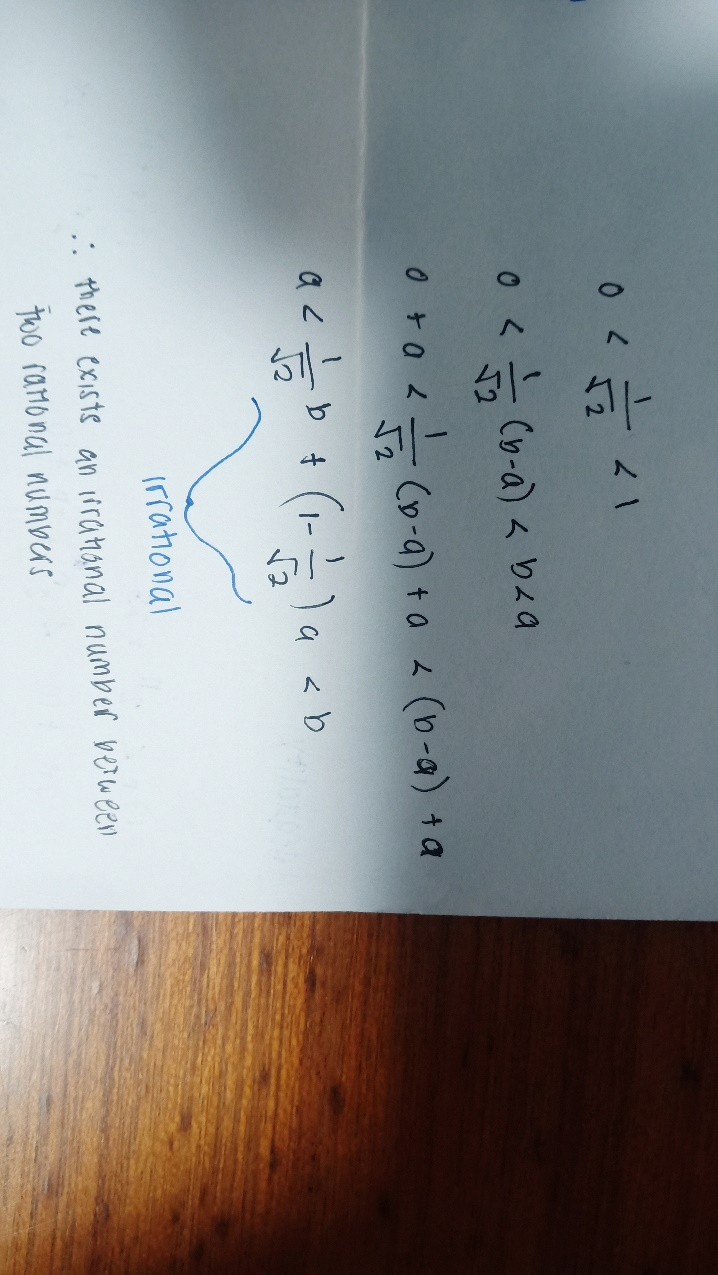 0 < 1/√2 < 1
0 < 1/√2 (b-a) < b < a
0 + a < 1/√2 (b-a) + a < (b-a) + a
a < 1/√2 b + (1 - 1/√2) a < b
irrational
∴ there exists an irrational number between
two rational numbers